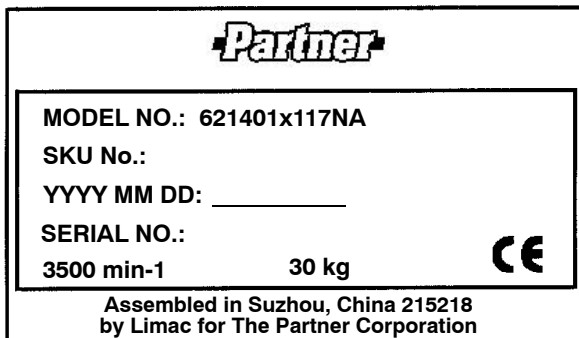 Partner
MODEL NO.: 621401x117NA
SKU No.:
YYYY MM DD: ___________
SERIAL NO.:
3500 min-1 30 kg CE
Assembled in Suzhou, China 215218
by Limac for The Partner Corporation